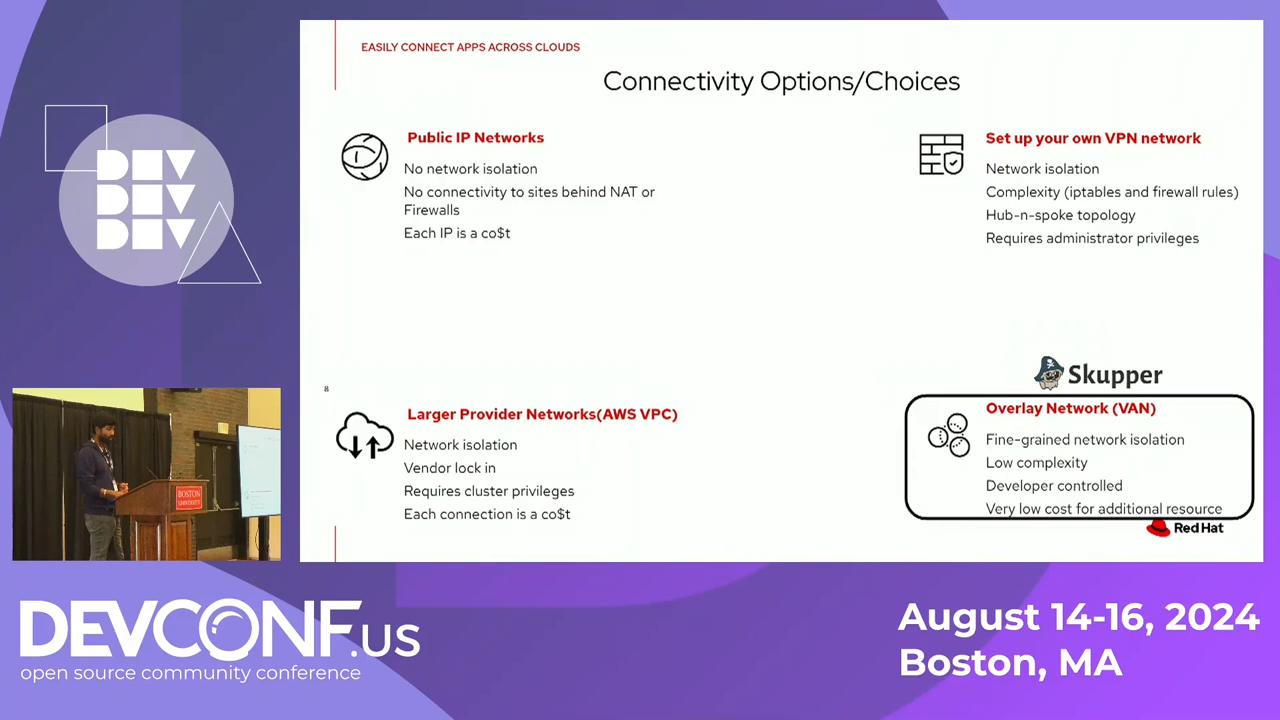 EASILY CONNECT APPS ACROSS CLOUDS
Connectivity Options/Choices
Public IP Networks
No network isolation
No connectivity to sites behind NAT or
Firewalls
Each IP is a co$t
Set up your own VPN network
Network isolation
Complexity (iptables and firewall rules)
Hub-n-spoke topology
Requires administrator privileges
8
Larger Provider Networks(AWS VPC)
Network isolation
Vendor lock in
Requires cluster privileges
Each connection is a co$t
Skupper
Overlay Network (VAN)
Fine-grained network isolation
Low complexity
Developer controlled
Very low cost for additional resource
Red Hat
DEV
DEV
DEV
BOSTON
UNIVERSITY
DEVCONF.US
open source community conference
August 14-16, 2024
Boston, MA